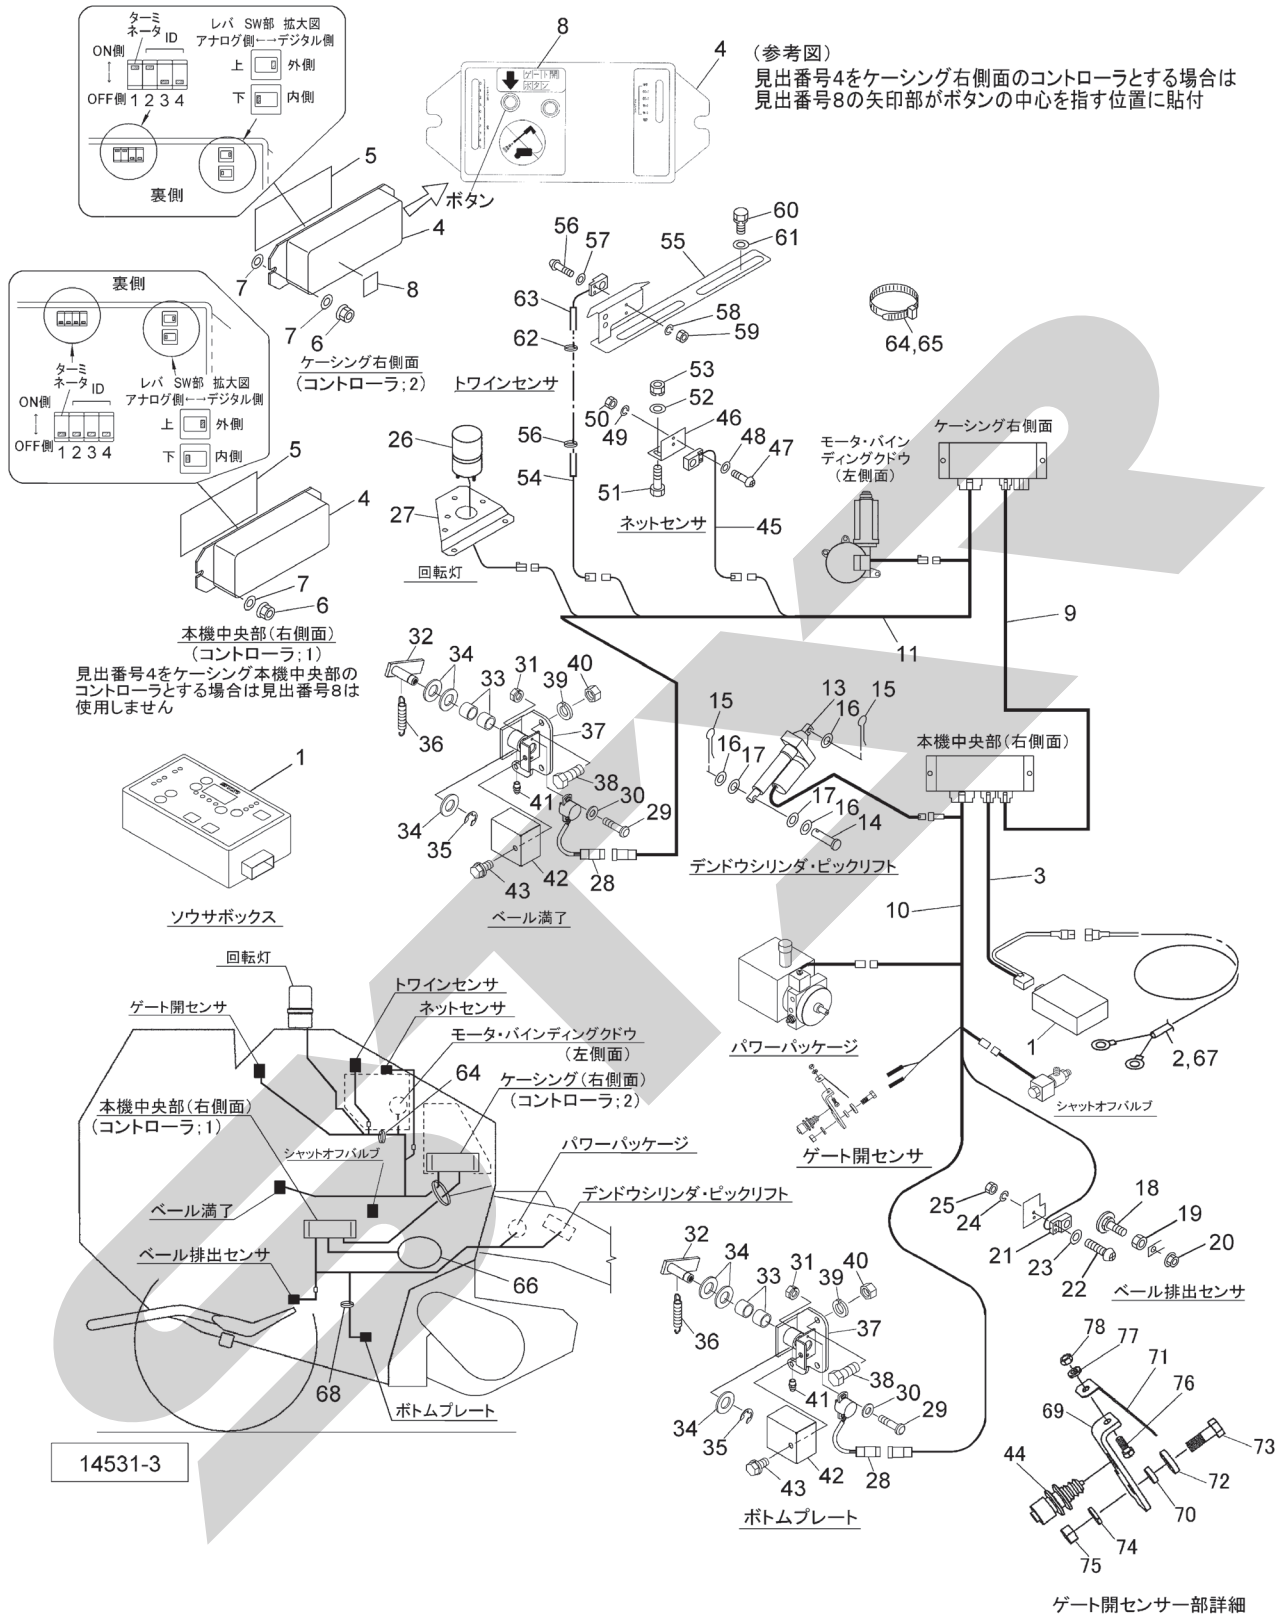 ターミ
ネータ
ID
ON側
OFF側
1 2 3 4
レバ SW部 拡大図
アナログ側←→デジタル側
上
外側
下
内側
裏側
5
4
7
8
7
6
ケーシング右側面
(コントローラ;2)
8
4
ボタン
ゲート開
ボタン
(参考図)
見出番号4をケーシング右側面のコントローラとする場合は
見出番号8の矢印部がボタンの中心を指す位置に貼付
裏側
ターミ
ネータ
ID
ON側
OFF側
1 2 3 4
レバ SW部 拡大図
アナログ側←→デジタル側
上
外側
下
内側
5
4
7
6
本機中央部(右側面)
(コントローラ;1)
見出番号4をケーシング本機中央部の
コントローラとする場合は見出番号8は
使用しません
56
57
55
60
61
63
62
58
59
トワインセンサ
56
54
64,65
53
52
50
49
46
48
47
51
45
ネットセンサ
26
27
回転灯
モータ・バイン
ディングクドウ
(左側面)
ケーシング右側面
9
11
32
34
33
31
39
40
36
37
38
41
30
29
34
35
42
43
28
ベール満了
15
13
15
16
16
17
17
16
14
デンドウシリンダ・ピックリフト
本機中央部(右側面)
3
10
1
ソウサボックス
パワーパッケージ
1
2,67
シャットオフバルブ
ゲート開センサ
回転灯
トワインセンサ
ゲート開センサ
ネットセンサ
モータ・バインディングクドウ
(左側面)
64
ケーシング(右側面)
(コントローラ;2)
本機中央部(右側面)
(コントローラ;1)
シャットオフバルブ
パワーパッケージ
ベール満了
デンドウシリンダ・ピックリフト
ベール排出センサ
66
68
ボトムプレート
14531-3
25
24
21
23
22
18
19
20
ベール排出センサ
32
34
33
31
39
40
36
37
38
41
30
29
34
35
42
43
28
ボトムプレート
78
77
71
76
69
73
44
72
70
74
75
ゲート開センサー部詳細